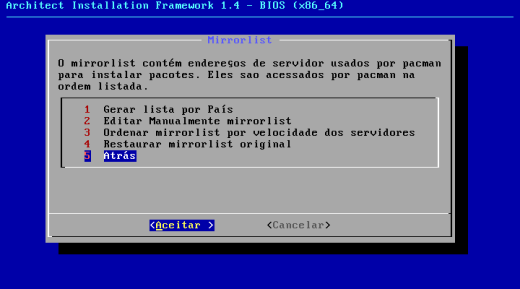 Architect Installation Framework 1.4 - BIOS (x86_64)
Mirrorlist
O mirrorlist contém endereços de servidor usados por pacman
para instalar pacotes. Eles sao acessados por pacman na
ordem listada.
1 Gerar lista por País
2 Editar Manualmente mirrorlist
3 Ordenar mirrorlist por velocidade dos servidores
4 Restaurar mirrorlist original
5 Atrás
<Aceitar > <Cancelar>